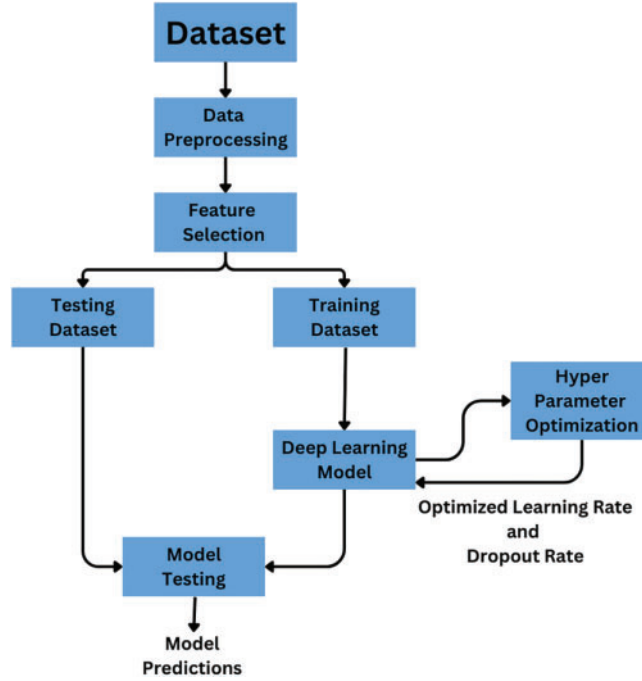 Dataset
Data
Preprocessing
Feature
Selection
Testing
Dataset
Training
Dataset
Hyper
Parameter
Optimization
Deep Learning
Model
Optimized Learning Rate
and
Dropout Rate
Model
Testing
Model
Predictions